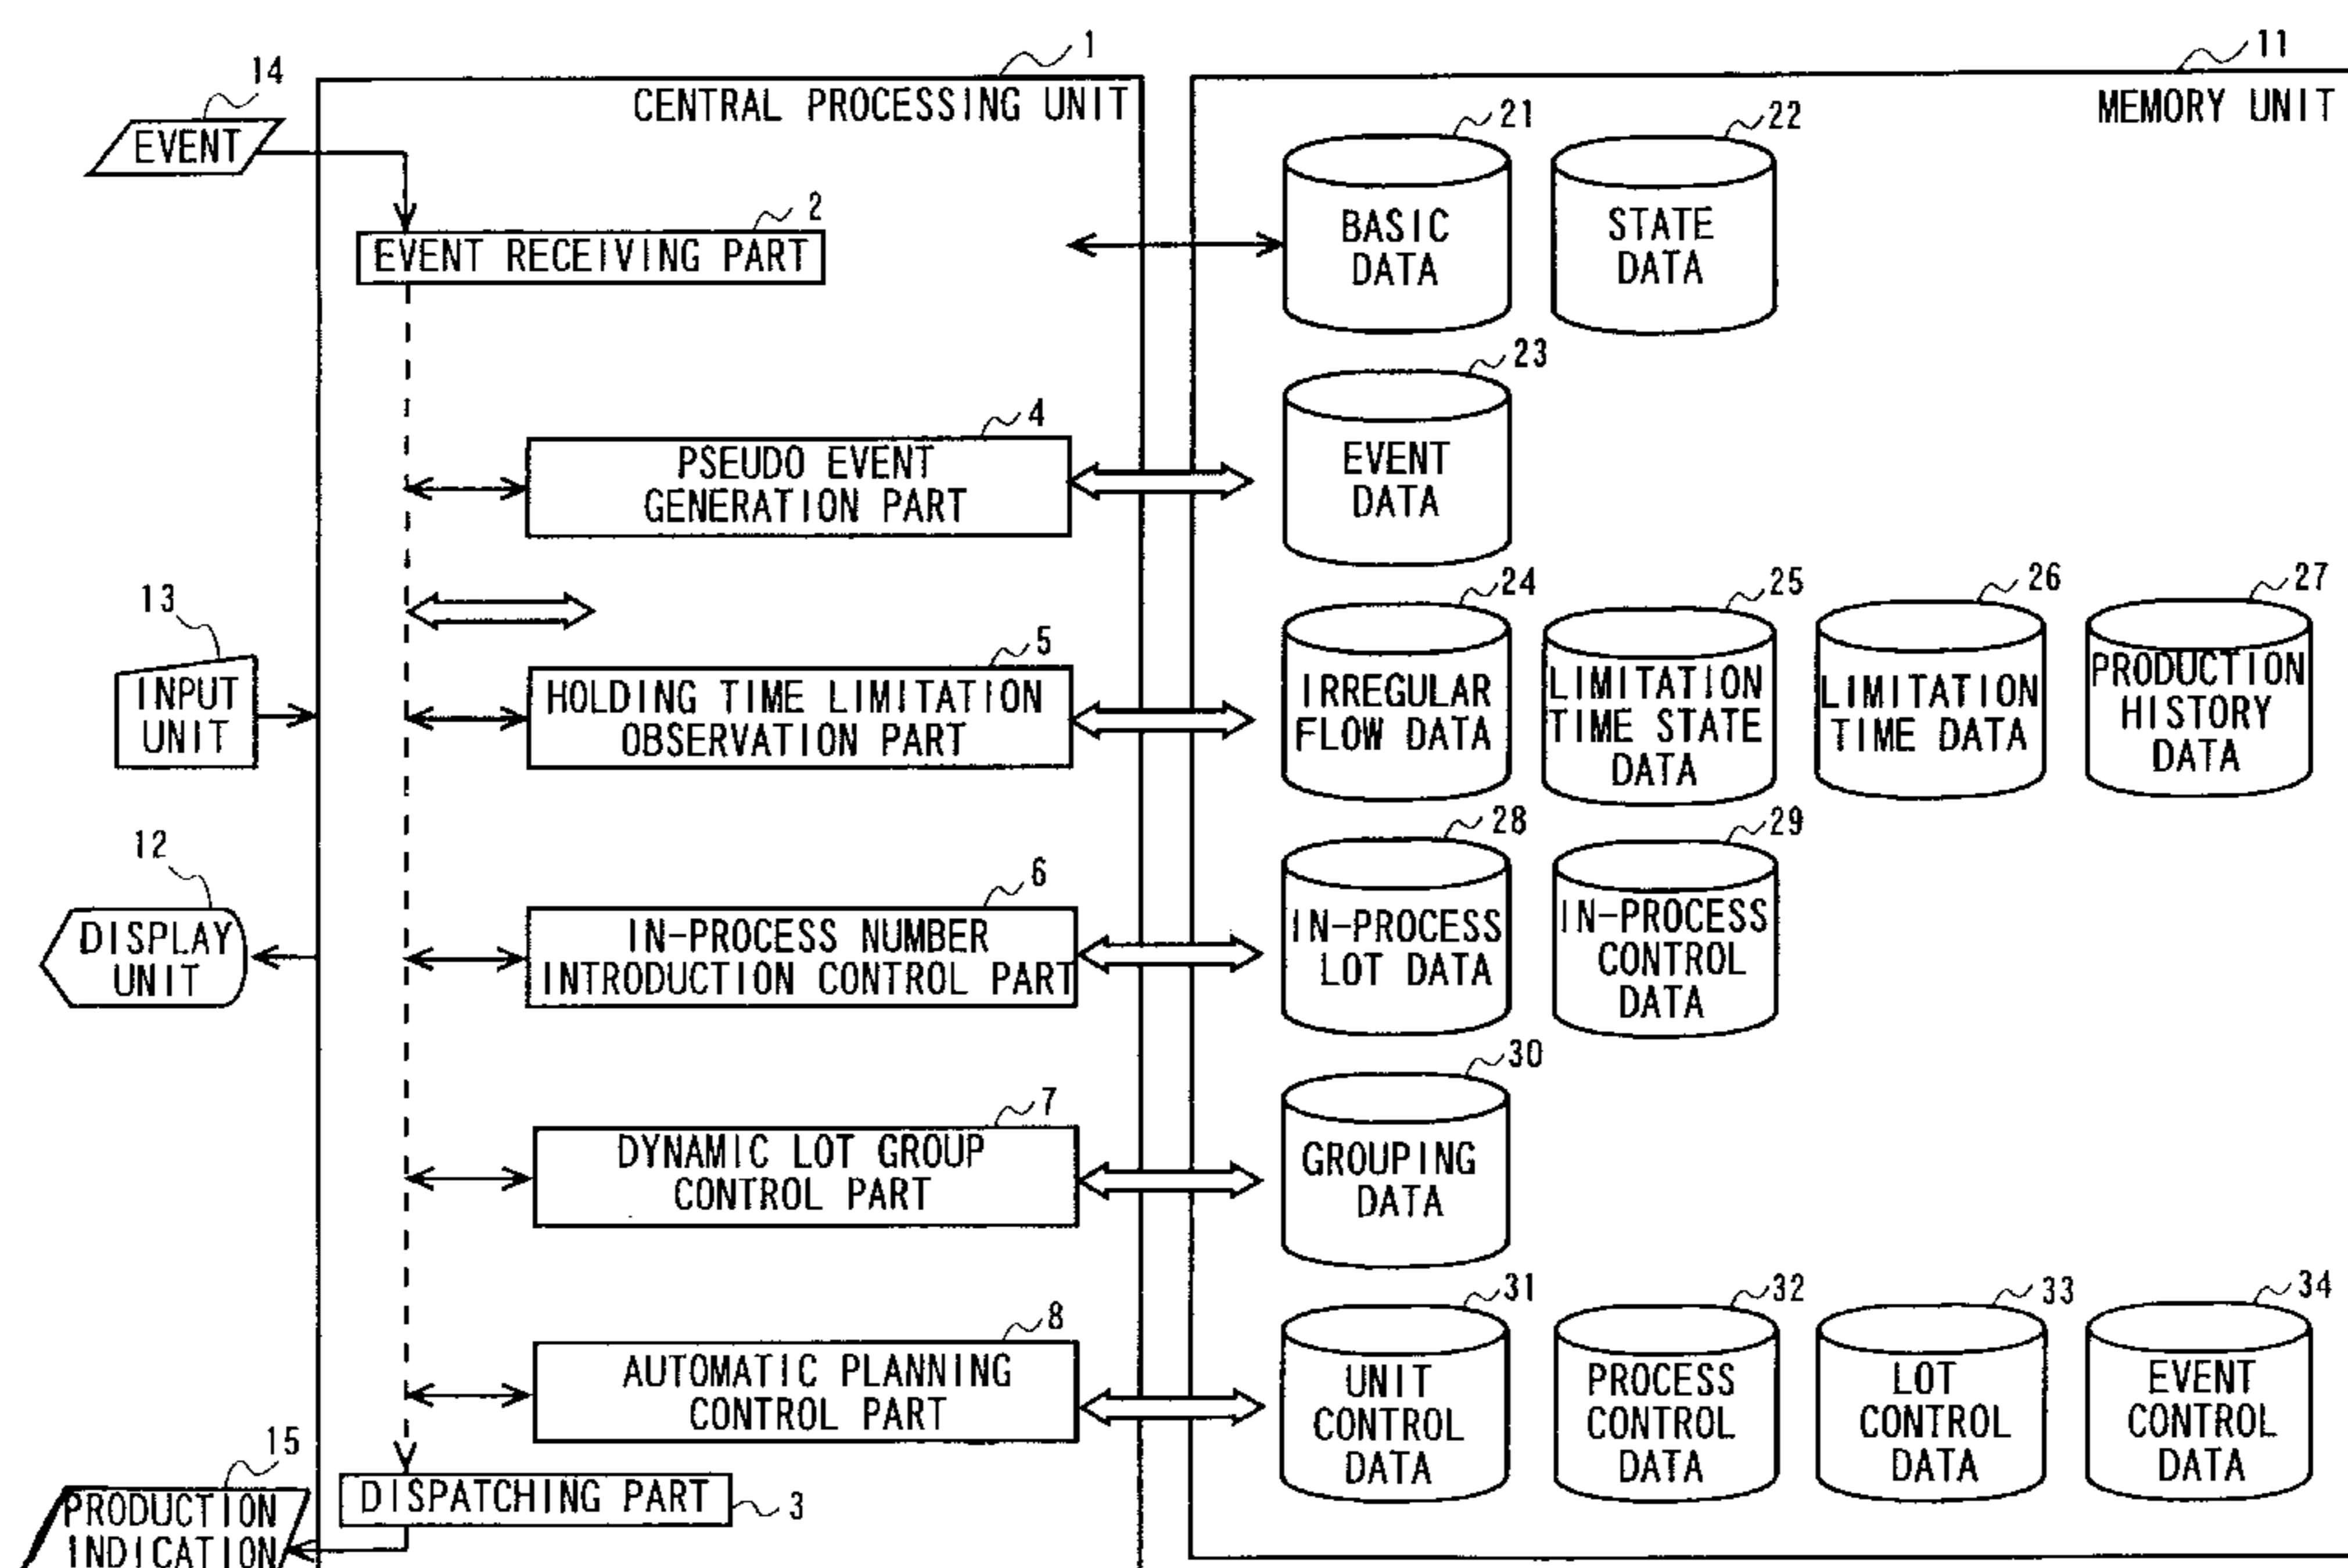 1
11
14
CENTRAL PROCESSING UNIT
MEMORY UNIT
EVENT
21
22
BASIC
DATA
STATE
DATA
2
EVENT RECEIVING PART
23
EVENT
DATA
4
PSEUDO EVENT
GENERATION PART
13
INPUT
UNIT
5
HOLDING TIME LIMITATION
OBSERVATION PART
24
IRREGULAR
FLOW DATA
25
LIMITATION
TIME STATE
DATA
26
LIMITATION
TIME DATA
27
PRODUCTION
HISTORY
DATA
12
DISPLAY
UNIT
6
IN-PROCESS NUMBER
INTRODUCTION CONTROL PART
28
IN-PROCESS
LOT DATA
29
IN-PROCESS
CONTROL
DATA
7
DYNAMIC LOT GROUP
CONTROL PART
30
GROUPING
DATA
8
AUTOMATIC PLANNING
CONTROL PART
31
UNIT
CONTROL
DATA
32
PROCESS
CONTROL
DATA
33
LOT
CONTROL
DATA
34
EVENT
CONTROL
DATA
15
PRODUCTION
INDICATION
DISPATCHING PART
3